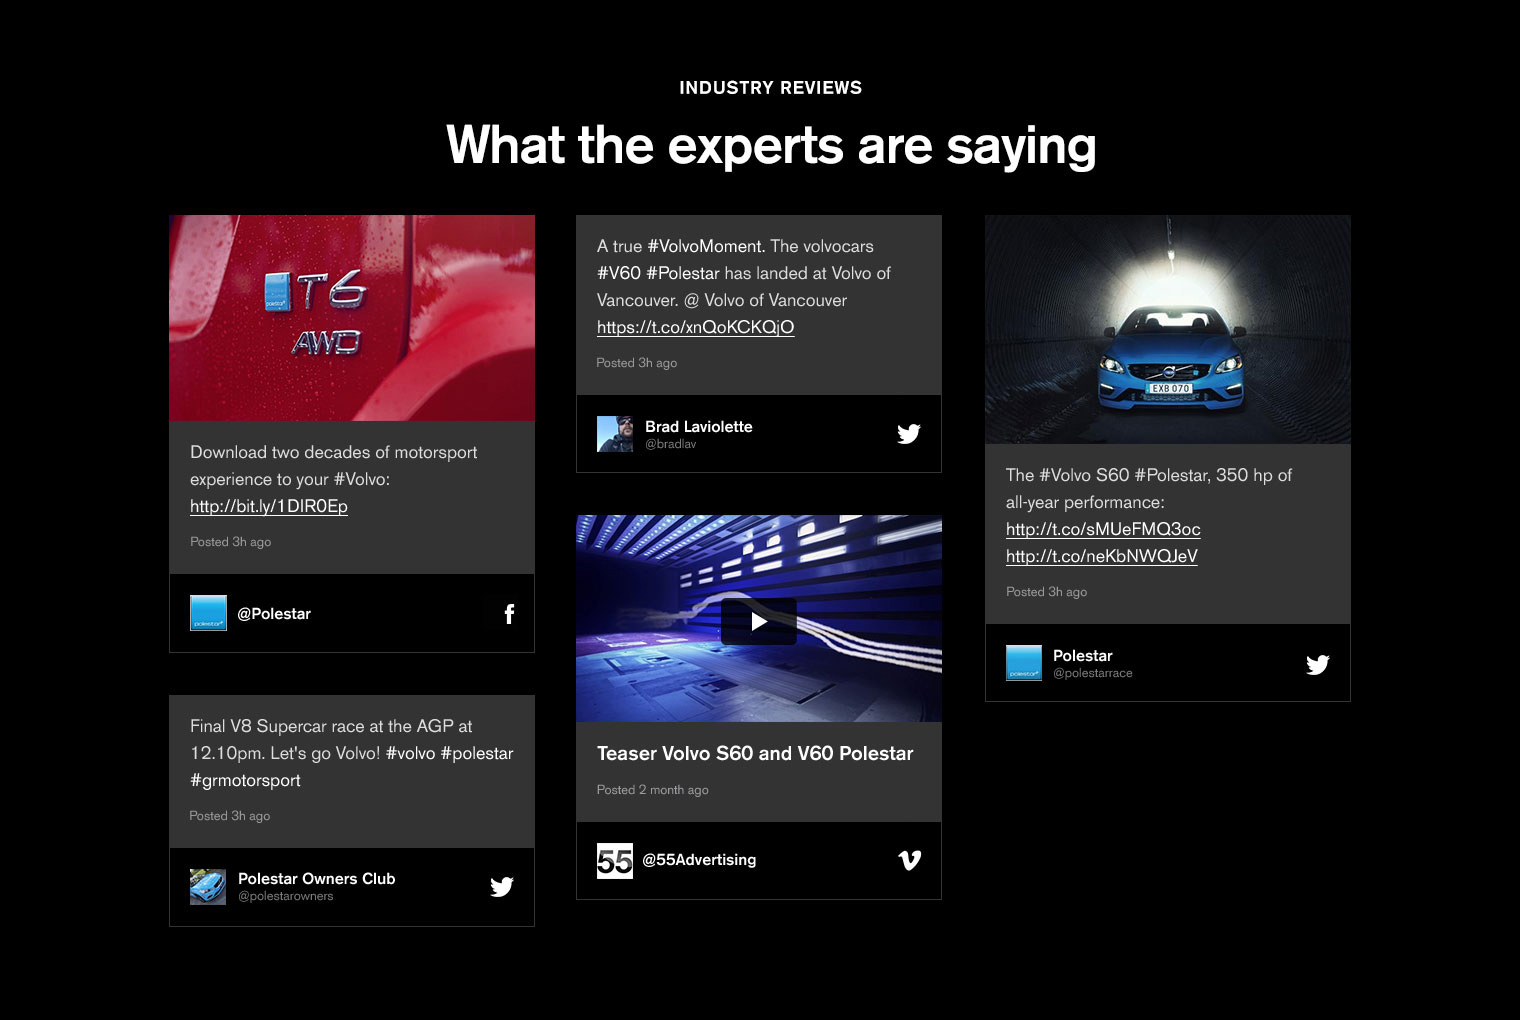 INDUSTRY REVIEWS
What the experts are saying
polestar
T6
AWD
Download two decades of motorsport
experience to your #Volvo:
http://bit.ly/1DlR0Ep
Posted 3h ago
polestar
@Polestar
f
Final V8 Supercar race at the AGP at
12.10pm. Let's go Volvo! #volvo #polestar
#grmotorsport
Posted 3h ago
Polestar Owners Club
@polestarowners
A true #VolvoMoment. The volvocars
#V60 #Polestar has landed at Volvo of
Vancouver. @ Volvo of Vancouver
https://t.co/xnQoKCKQjO
Posted 3h ago
Brad Laviolette
@bradlav
Teaser Volvo S60 and V60 Polestar
Posted 2 month ago
55
@55Advertising
EXB 070
The #Volvo S60 #Polestar, 350 hp of
all-year performance:
http://t.co/sMUeFMQ3oc
http://t.co/neKbNWQJeV
Posted 3h ago
polestar
Polestar
@polestarrace